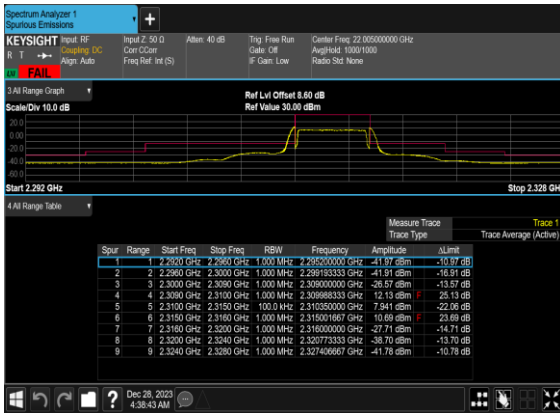 Spectrum Analyzer 1
Spurious Emissions
+
KEYSIGHT Input: RF Input Z: 50 Ω Atten: 40 dB Trig: Free Run Center Freq: 22.005000000 GHz
R T Coupling: DC Corr CCorr Gate: Off Avg|Hold: 1000/1000
Align: Auto Freq Ref: Int (S) IF Gain: Low Radio Std: None
LNI FAIL
3 All Range Graph
Ref Lvl Offset 8.60 dB
Scale/Div 10.0 dB Ref Value 30.00 dBm
20.0
0.00
-20.0
-40.0
-60.0
Start 2.292 GHz Stop 2.328 GH
4 All Range Table
Measure Trace Trace 1
Trace Type Trace Average (Active)
Spur Range Start Freq Stop Freq RBW Frequency Amplitude ΔLimit
1 1 2.2920 GHz 2.2960 GHz 1.000 MHz 2.295200000 GHz -41.97 dBm -10.97 dB
2 2 2.2960 GHz 2.3000 GHz 1.000 MHz 2.299193333 GHz -41.91 dBm -16.91 dB
3 3 2.3000 GHz 2.3090 GHz 1.000 MHz 2.309000000 GHz -26.57 dBm -13.57 dB
4 4 2.3090 GHz 2.3100 GHz 1.000 MHz 2.309988333 GHz 12.13 dBm F 25.13 dB
5 5 2.3100 GHz 2.3150 GHz 100.0 kHz 2.310350000 GHz 7.941 dBm -22.06 dB
6 6 2.3150 GHz 2.3160 GHz 1.000 MHz 2.315001667 GHz 10.69 dBm F 23.69 dB
7 7 2.3160 GHz 2.3200 GHz 1.000 MHz 2.316000000 GHz -27.71 dBm -14.71 dB
8 8 2.3200 GHz 2.3240 GHz 1.000 MHz 2.320773333 GHz -38.70 dBm -13.70 dB
9 9 2.3240 GHz 2.3280 GHz 1.000 MHz 2.327406667 GHz -41.78 dBm -10.78 dB
? Dec 28, 2023
4:38:43 AM